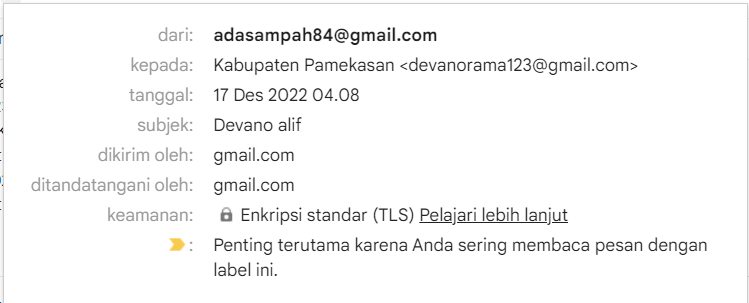 dari: adasampah84@gmail.com
kepada: Kabupaten Pamekasan <devanorama123@gmail.com>
tanggal: 17 Des 2022 04.08
subjek: Devano alif
dikirim oleh: gmail.com
ditandatangani oleh: gmail.com
keamanan: Enkripsi standar (TLS) Pelajari lebih lanjut
: Penting terutama karena Anda sering membaca pesan dengan
label ini.